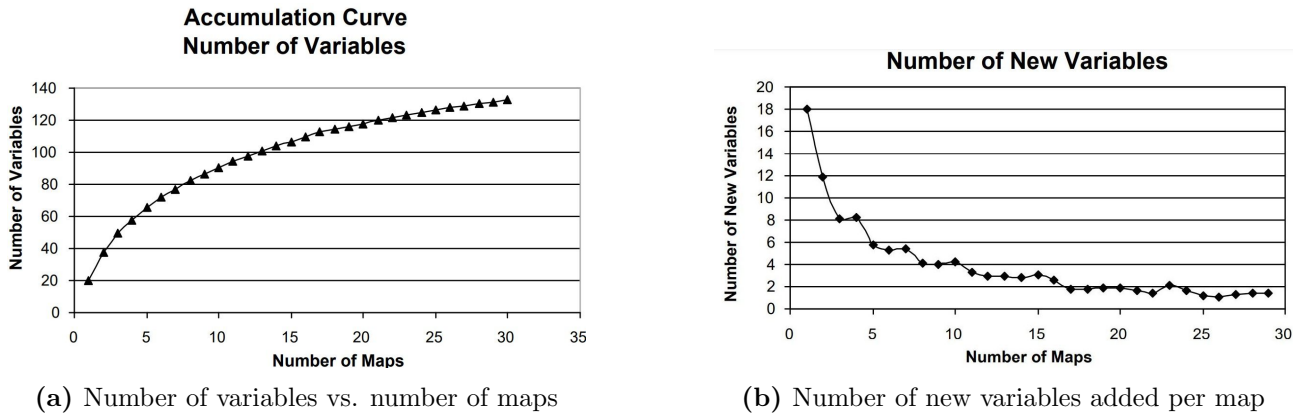 Accumulation Curve
Number of Variables
Number of Variables
140
120
100
80
60
40
20
0
0 5 10 15 20 25 30 35
Number of Maps
(a) Number of variables vs. number of maps
Number of New Variables
Number of New Variables
20
18
16
14
12
10
8
6
4
2
0
0 5 10 15 20 25 30
Number of Maps
(b) Number of new variables added per map